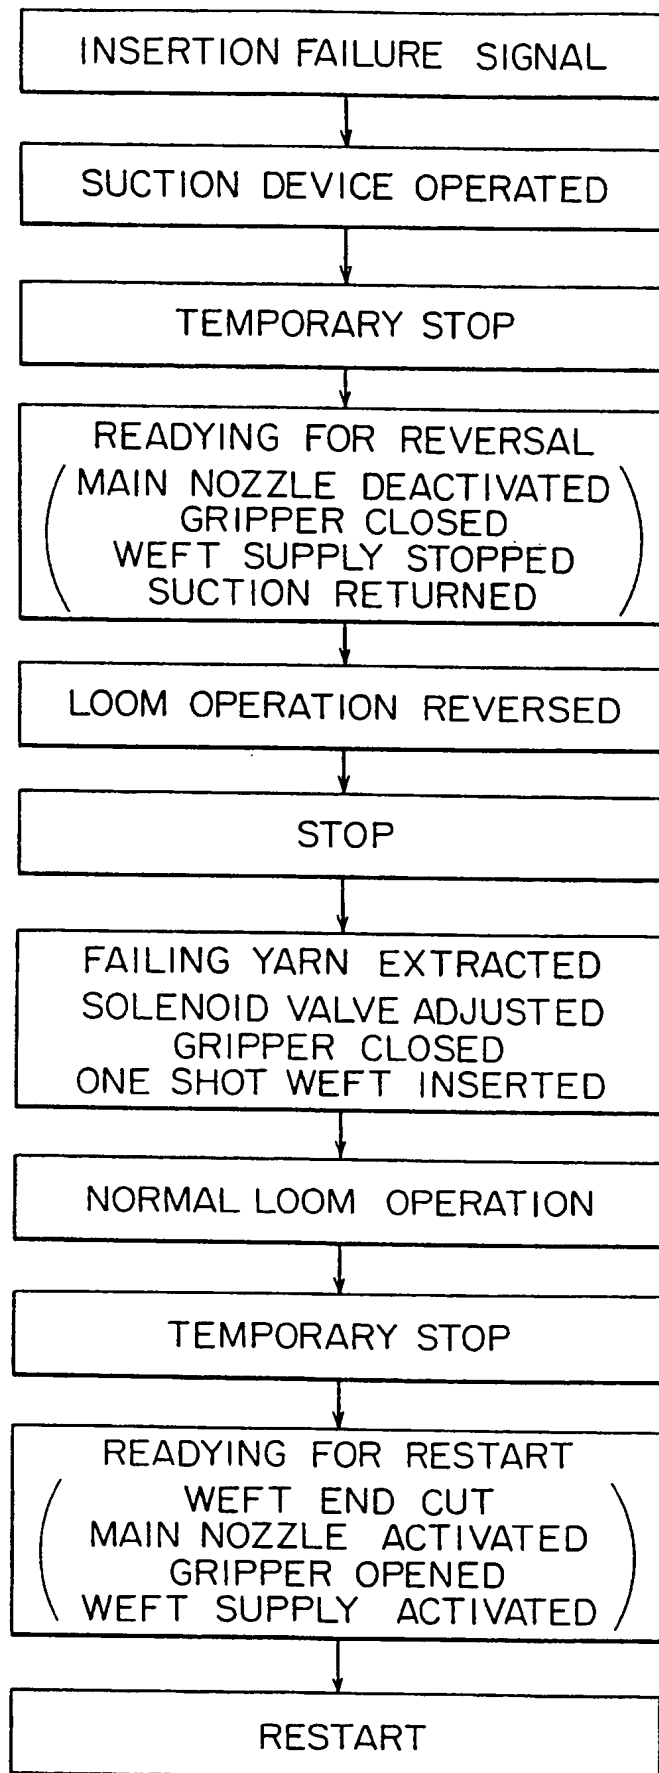 INSERTION FAILURE SIGNAL
SUCTION DEVICE OPERATED
TEMPORARY STOP
READYING FOR REVERSAL
MAIN NOZZLE DEACTIVATED
GRIPPER CLOSED
WEFT SUPPLY STOPPED
SUCTION RETURNED
LOOM OPERATION REVERSED
STOP
FAILING YARN EXTRACTED
SOLENOID VALVE ADJUSTED
GRIPPER CLOSED
ONE SHOT WEFT INSERTED
NORMAL LOOM OPERATION
TEMPORARY STOP
READYING FOR RESTART
WEFT END CUT
MAIN NOZZLE ACTIVATED
GRIPPER OPENED
WEFT SUPPLY ACTIVATED
RESTART